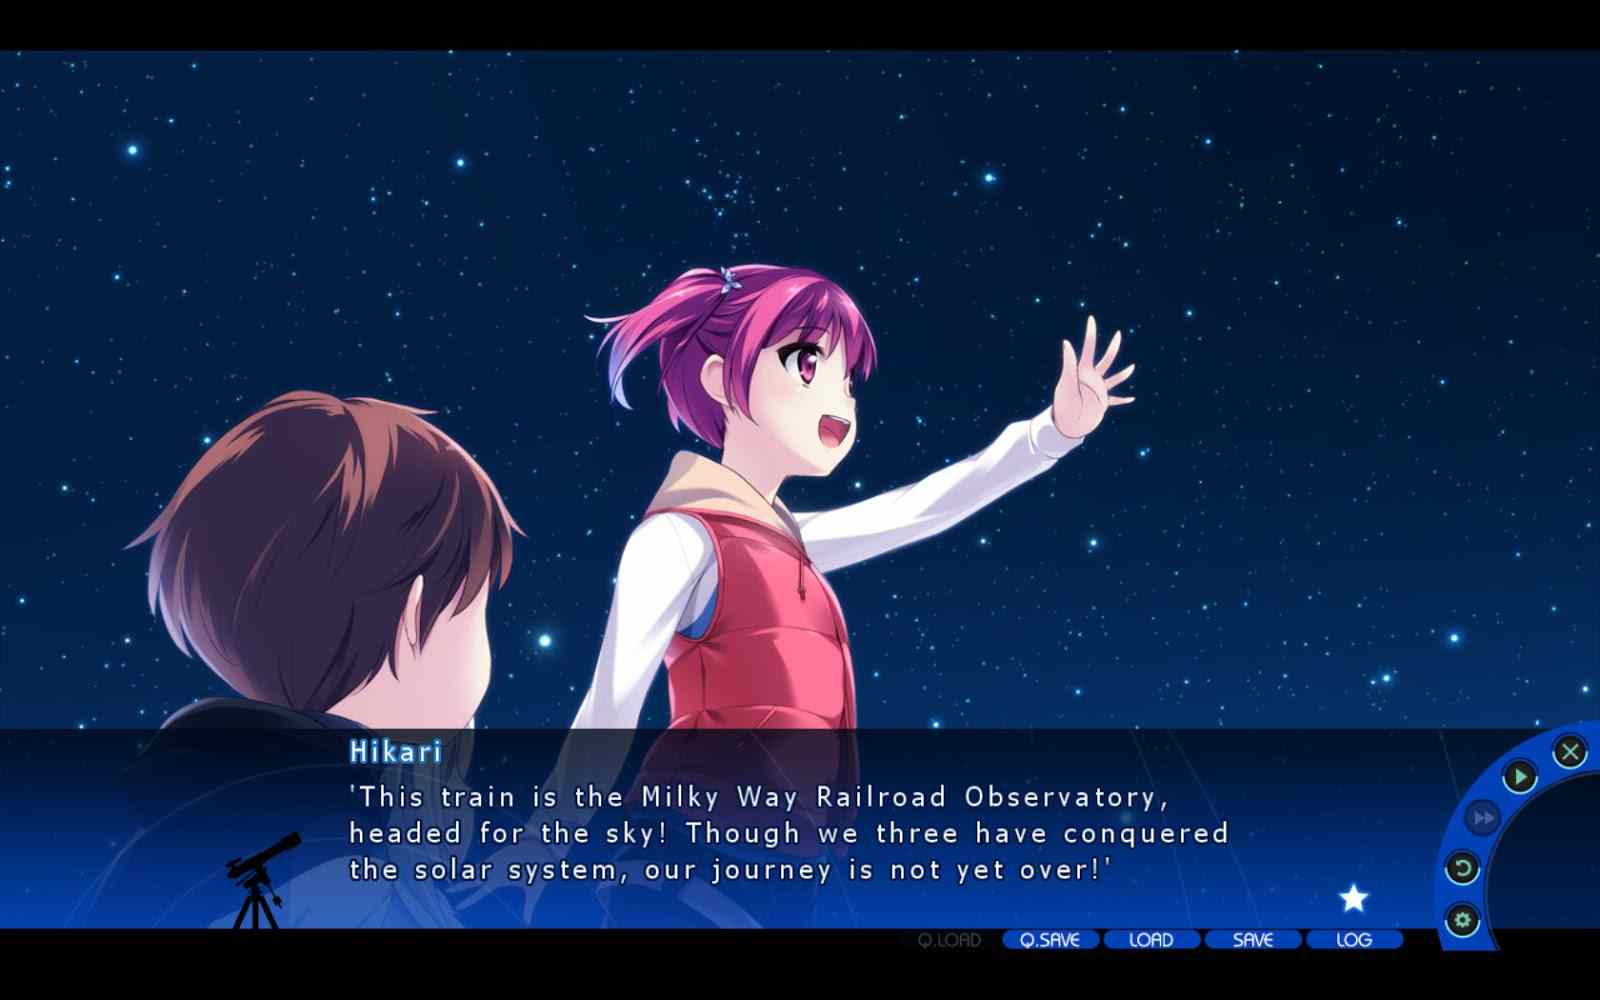 Hikari
'This train is the Milky Way Railroad Observatory,
headed for the sky! Though we three have conquered
the solar system, our journey is not yet over!'
Q.LOAD Q.SAVE LOAD SAVE LOG